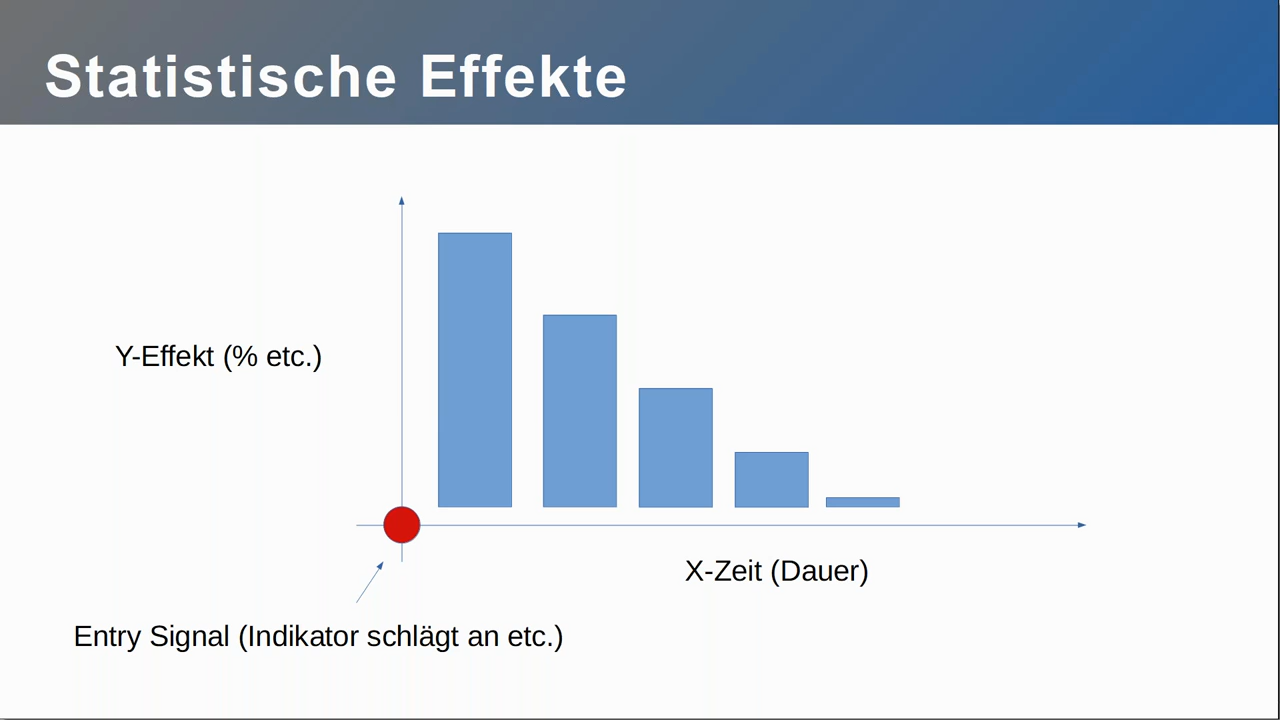 Statistische Effekte
Y-Effekt (% etc.)
X-Zeit (Dauer)
Entry Signal (Indikator schlägt an etc.)